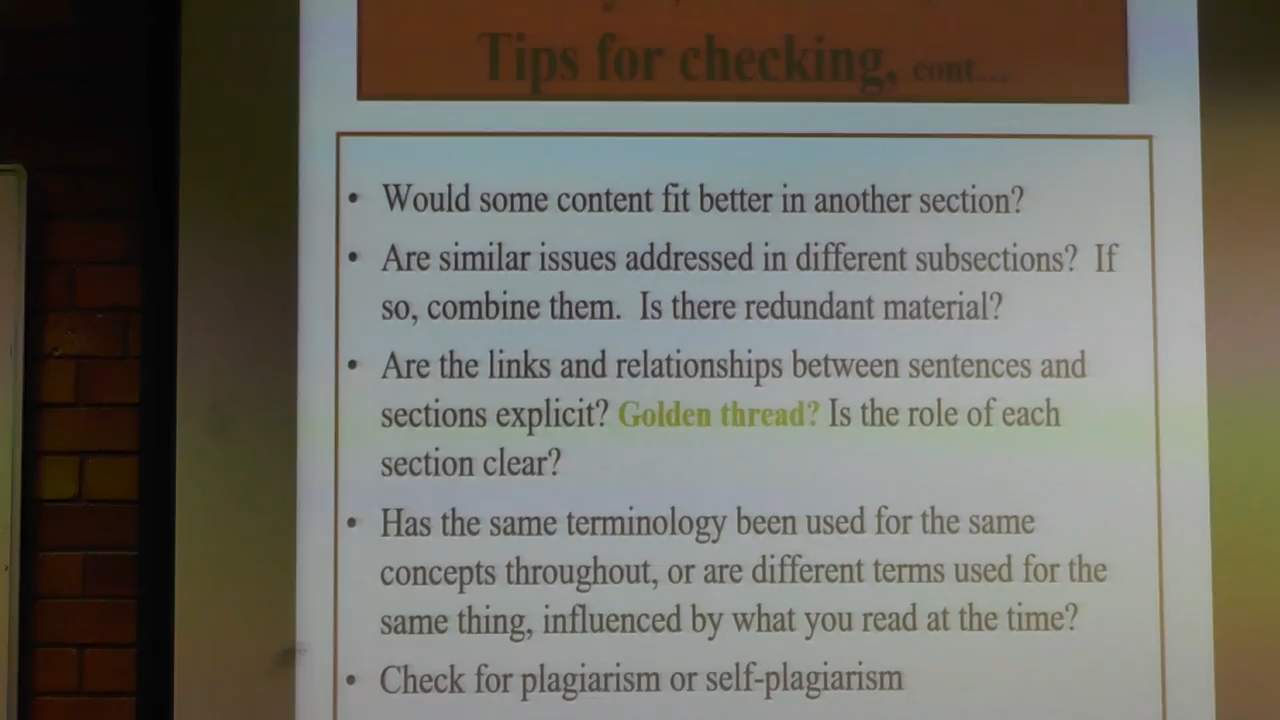 Tips for checking, cont....
• Would some content fit better in another section?
• Are similar issues addressed in different subsections? If
so, combine them. Is there redundant material?
• Are the links and relationships between sentences and
sections explicit? Golden thread? Is the role of each
section clear?
• Has the same terminology been used for the same
concepts throughout, or are different terms used for the
same thing, influenced by what you read at the time?
• Check for plagiarism or self-plagiarism